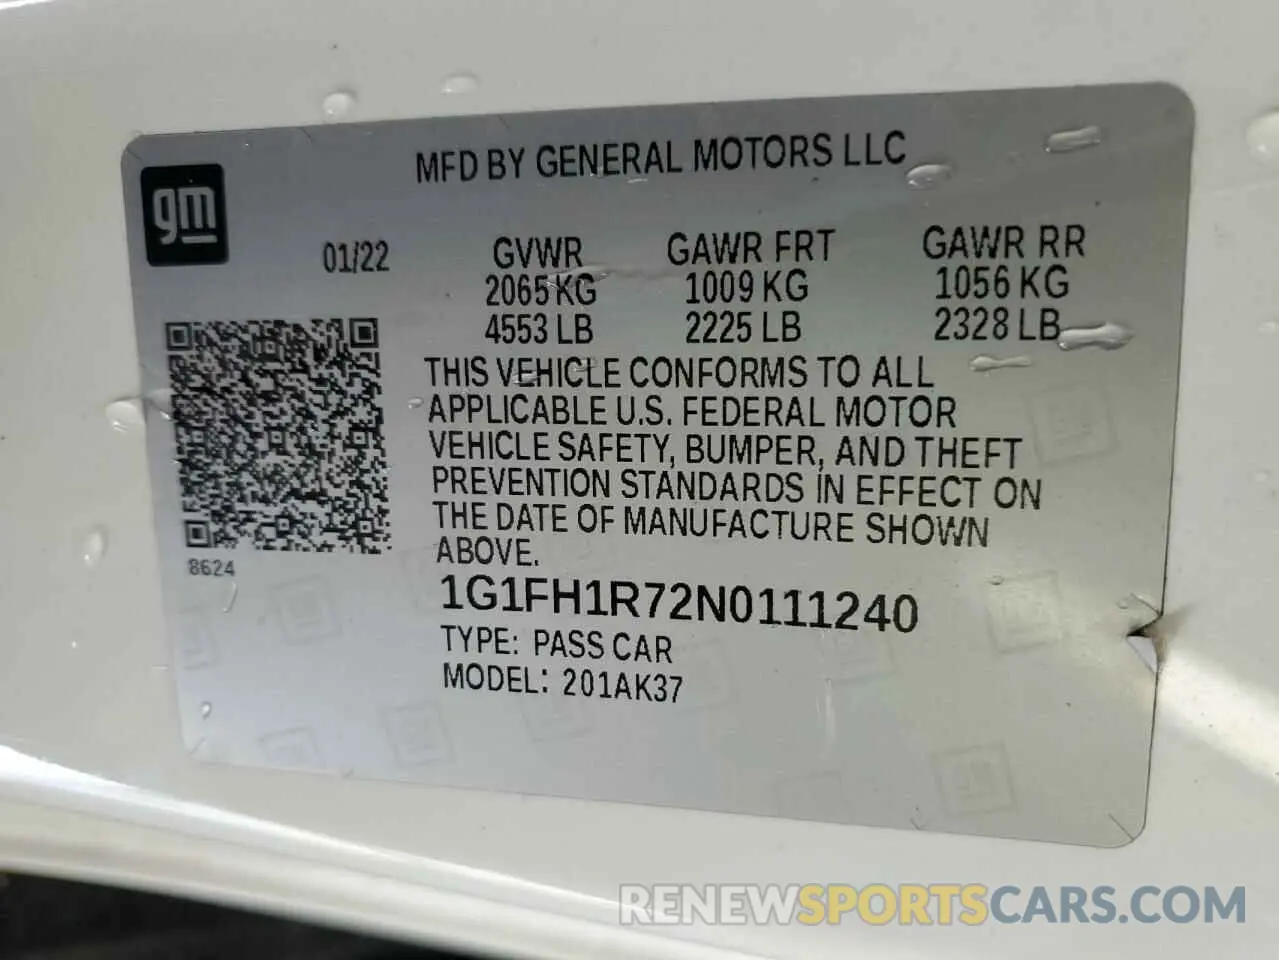 MFD BY GENERAL MOTORS LLC
gm
01/22
GVWR GAWR FRT GAWR RR
2065 KG 1009 KG 1056 KG
4553 LB 2225 LB 2328 LB
THIS VEHICLE CONFORMS TO ALL
APPLICABLE U.S. FEDERAL MOTOR
VEHICLE SAFETY, BUMPER, AND THEFT
PREVENTION STANDARDS IN EFFECT ON
THE DATE OF MANUFACTURE SHOWN
ABOVE.
8624
1G1FH1R72N0111240
TYPE: PASS CAR
MODEL: 201AK37
RENEWSPORTSCARS.COM